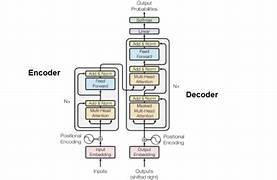 Output
Probabilities
Softmax
Linear
Add & Norm
Feed
Forward
Add & Norm
Multi-Head
Attention
Add & Norm
Masked
Multi-Head
Attention
Nx
Decoder
Encoder
Add & Norm
Feed
Forward
Add & Norm
Multi-Head
Attention
Nx
Positional
Encoding
Positional
Encoding
Input
Embedding
Output
Embedding
Inputs
Outputs
(shifted right)